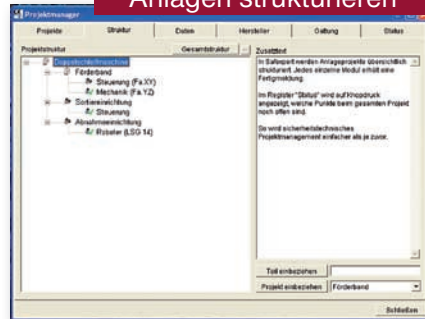 Anlagen strukturieren
Projektmanager
Projekte Struktur Daten Hersteller Geltung Status
Projektstruktur Gesamtstruktur Zusatztext
Doppelschleifmaschine
Förderband
Steuerung (Fa.XY)
Mechanik (Fa.YZ)
Sortiereinrichtung
Steuerung
Abnahmeeinrichtung
Roboter (LSG 14)
In Safexpert werden Anlageprojekte übersichtlich
strukturiert. Jedes einzelne Modul erhält eine
Fertigmeldung.
Im Register "Status" wird auf Knopdruck
angezeigt, welche Punkte beim gesamten Projekt
noch offen sind.
So wird sicherheitstechnisches
Projektmanagement einfacher als je zuvor.
Teil einbeziehen
Projekt einbeziehen Förderband
Schließen